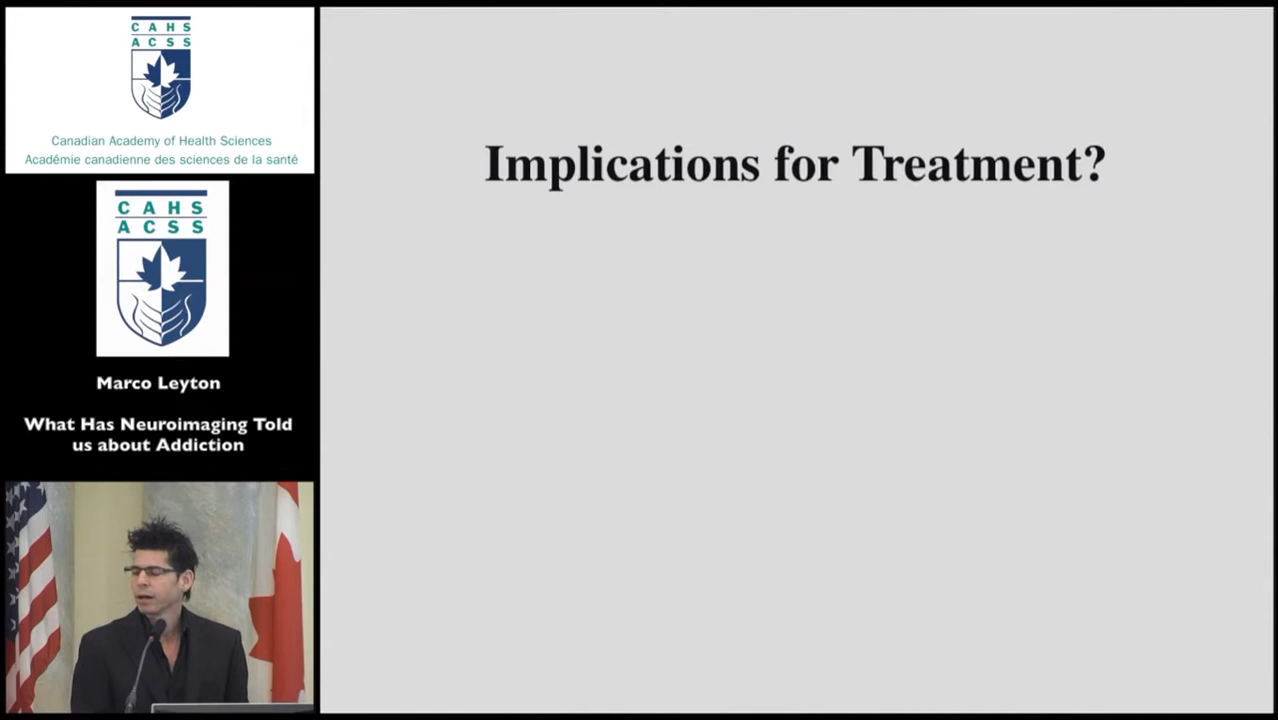 CAHS
ACSS
Canadian Academy of Health Sciences
Académie canadienne des sciences de la santé
CAHS
ACSS
Marco Leyton
What Has Neuroimaging Told
us about Addiction
Implications for Treatment?